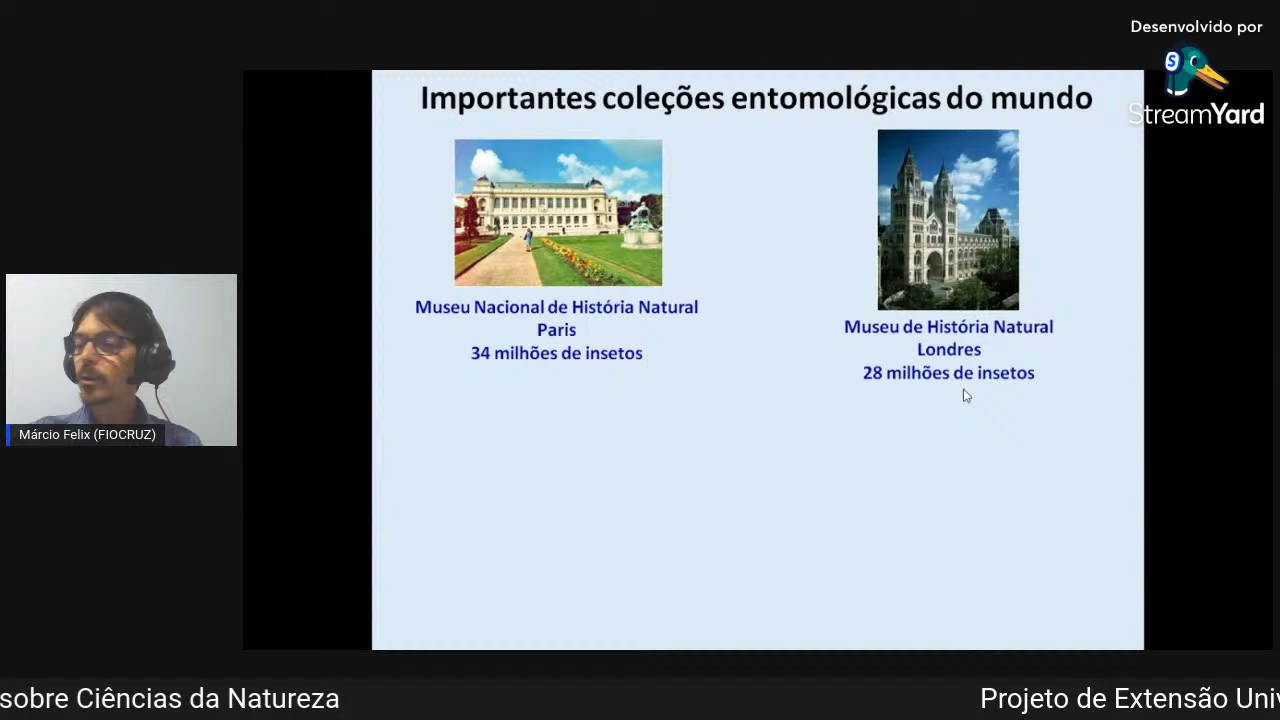 Desenvolvido por
StreamYard
Importantes coleções entomológicas do mundo
Museu Nacional de História Natural
Paris
34 milhões de insetos
Museu de História Natural
Londres
28 milhões de insetos
Márcio Felix (FIOCRUZ)
sobre Ciências da Natureza
Projeto de Extensão Univ